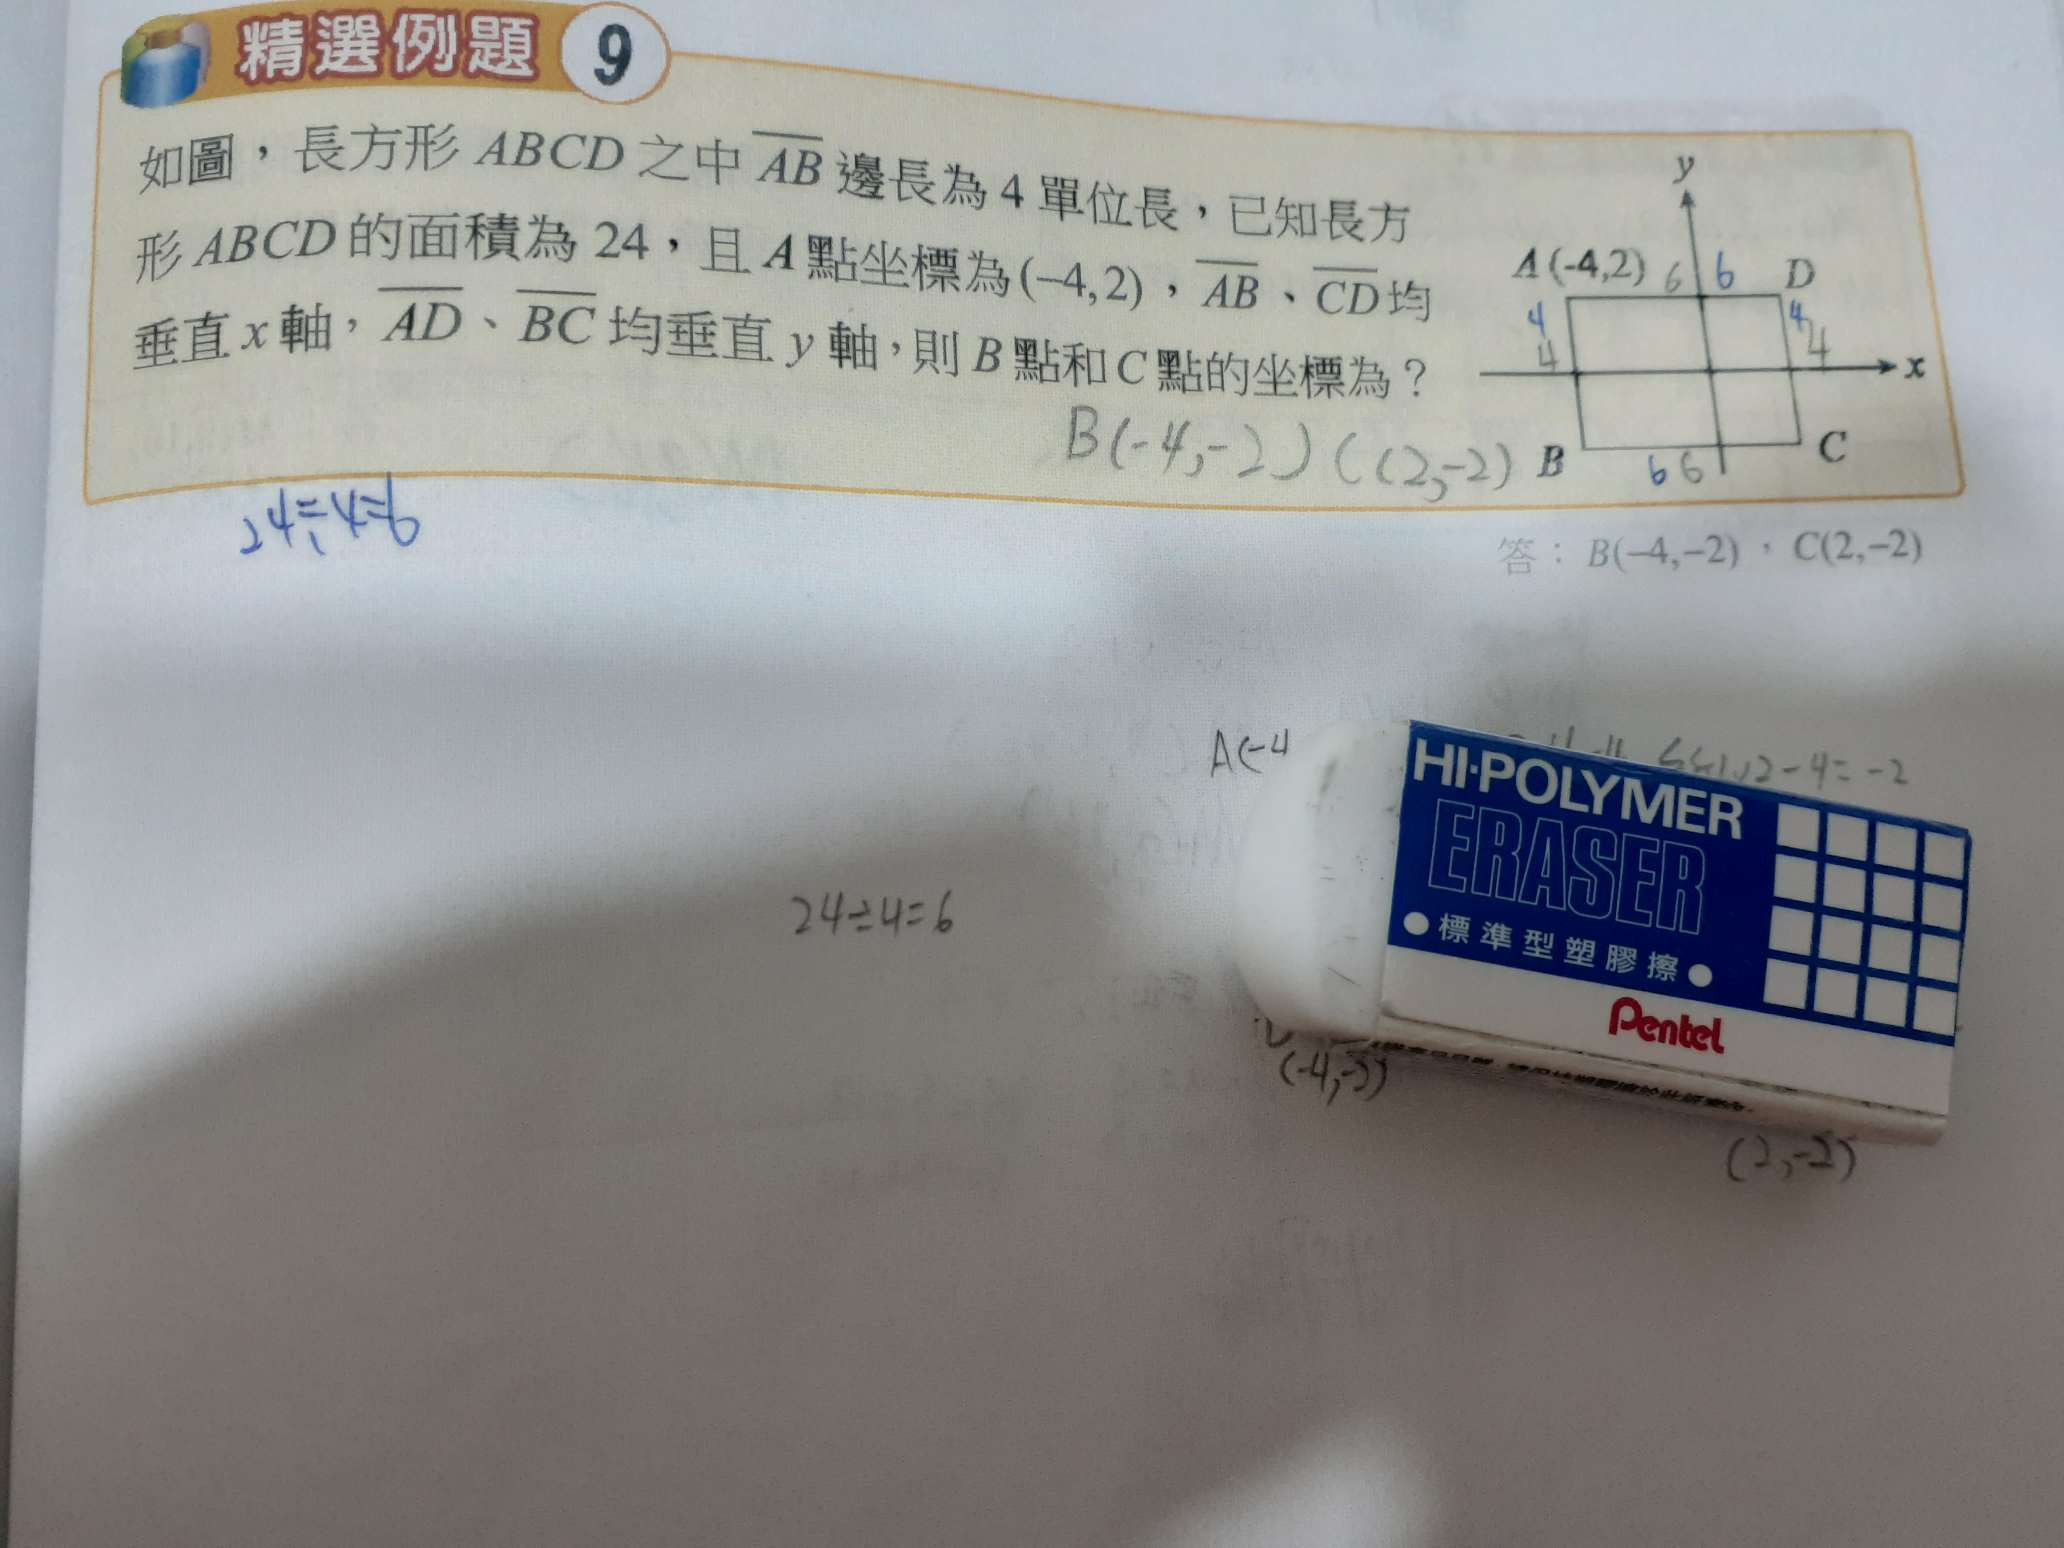 精選例題 9
如圖，長方形 ABCD 之中 AB 邊長為 4 單位長，已知長方
形 ABCD 的面積為 24，且 A 點坐標為(–4,2)，AB、CD 均
垂直 x 軸，AD、BC 均垂直 y 軸，則 B 點和 C 點的坐標為？
B(-4,-2) C(2,-2)
y
A(-4,2) 6 6 D
4 4
4 4
x
B 6 6 C
24÷4=6
答： B(–4,–2)， C(2,–2)
A(-4
2-4=-2
HI·POLYMER
ERASER
24÷4=6
●標準型塑膠擦●
Pentel
(2,-2)